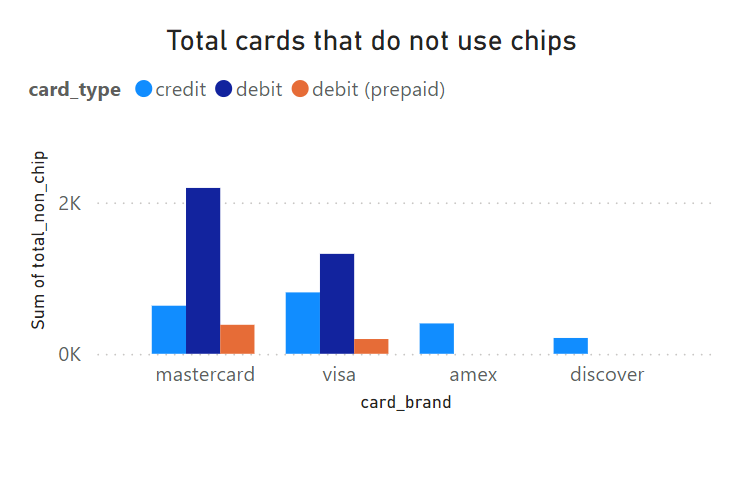 Total cards that do not use chips
card_type credit debit debit (prepaid)
Sum of total_non_chip
2K
0K
mastercard visa amex discover
card_brand